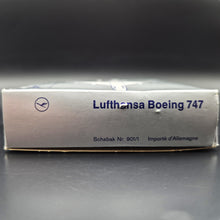 Lufthansa Boeing 747
Schabak Nr. 901/1 Importé d'Allemagne